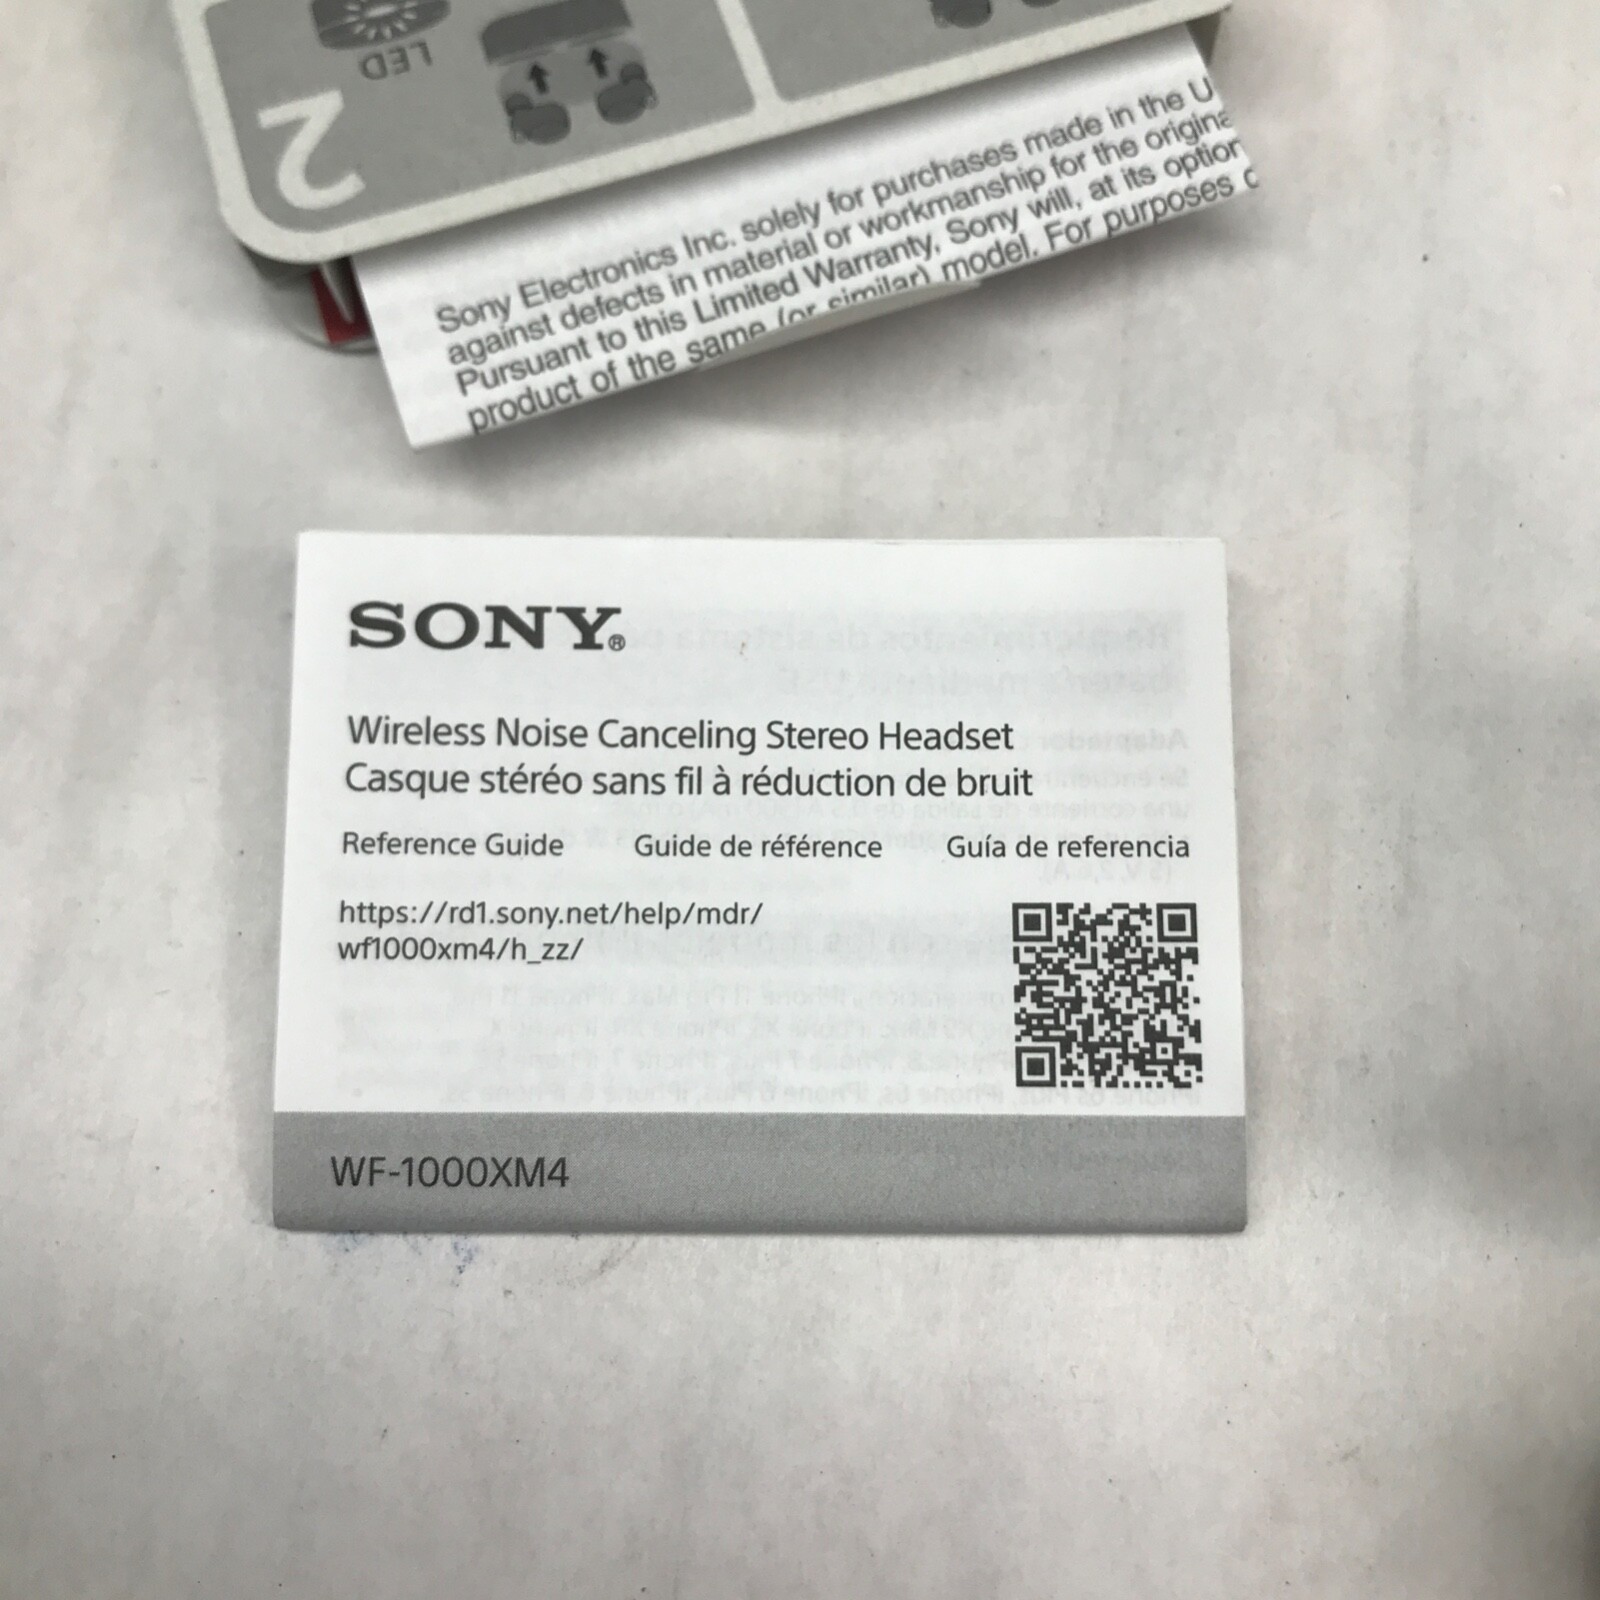 2
LED
Sony Electronics Inc. solely for purchases made in the U
against defects in material or workmanship for the origina
Pursuant to this Limited Warranty, Sony will, at its option
product of the same (or similar) model. For purposes o
SONY®
Wireless Noise Canceling Stereo Headset
Casque stéréo sans fil à réduction de bruit
Reference Guide Guide de référence Guía de referencia
https://rd1.sony.net/help/mdr/
wf1000xm4/h_zz/
WF-1000XM4